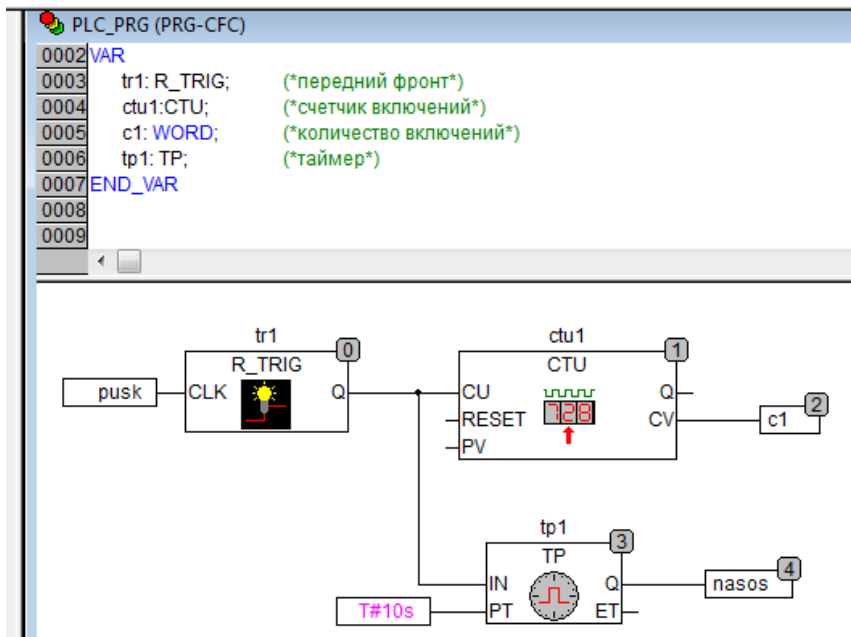 PLC_PRG (PRG-CFC)
0002 VAR
0003 tr1: R_TRIG; (*передний фронт*)
0004 ctu1:CTU; (*счетчик включений*)
0005 c1: WORD; (*количество включений*)
0006 tp1: TP; (*таймер*)
0007 END_VAR
0008
0009
tr1
0
R_TRIG
pusk
CLK Q
ctu1
1
CTU
CU Q
728
RESET
CV
PV
2
c1
tp1
3
TP
IN Q
T#10s
PT ET
4
nasos